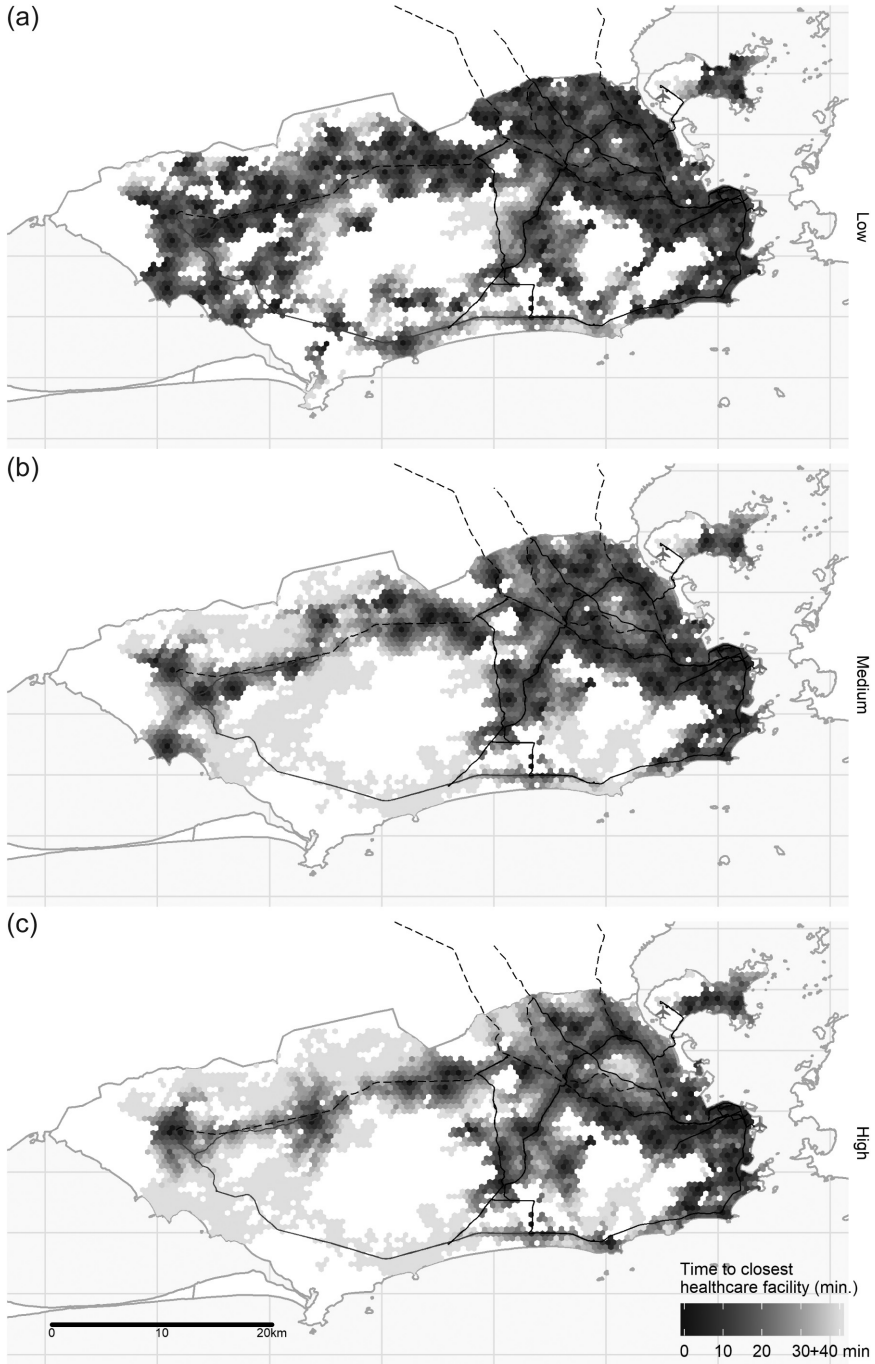 (a)
Low
(b)
Medium
(c)
High
Time to closest
healthcare facility (min.)
0 10 20 30+40 min
0 10 20km